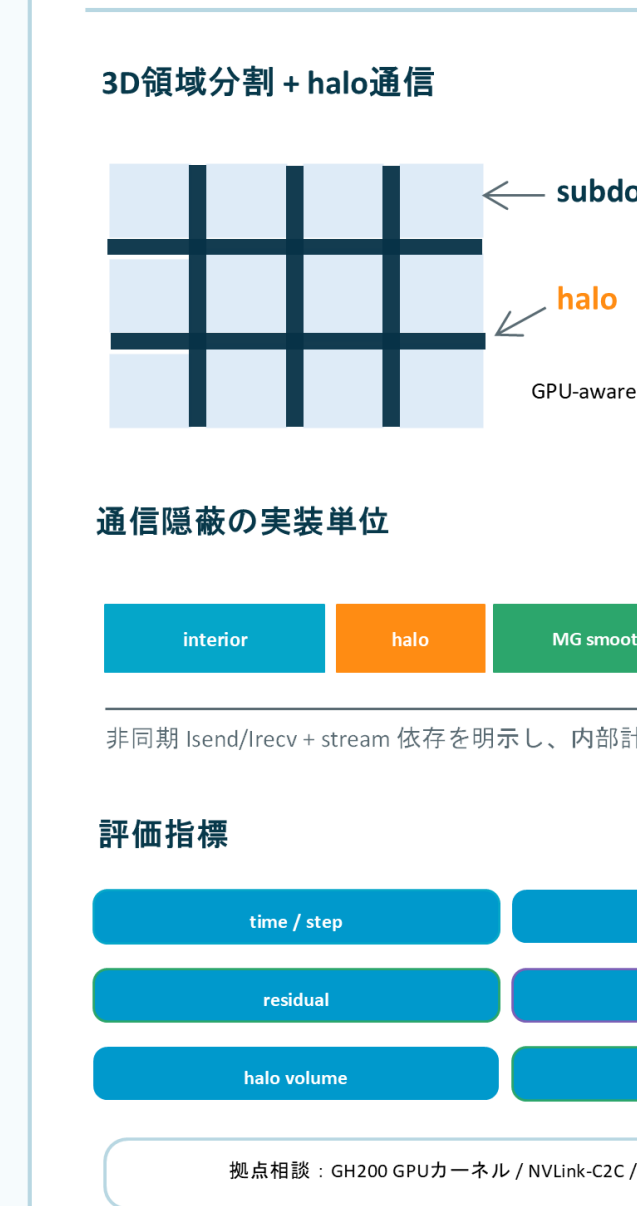 3D領域分割 + halo通信
halo
GPU-aware
通信隠蔽の実装単位
interior
halo
MG
非同期 Isend/Irecv + stream 依存を明示し、内部
評価指標
time / step
residual
halo volume
拠点相談：GH200 GPUカーネル / NVLink-C2C /